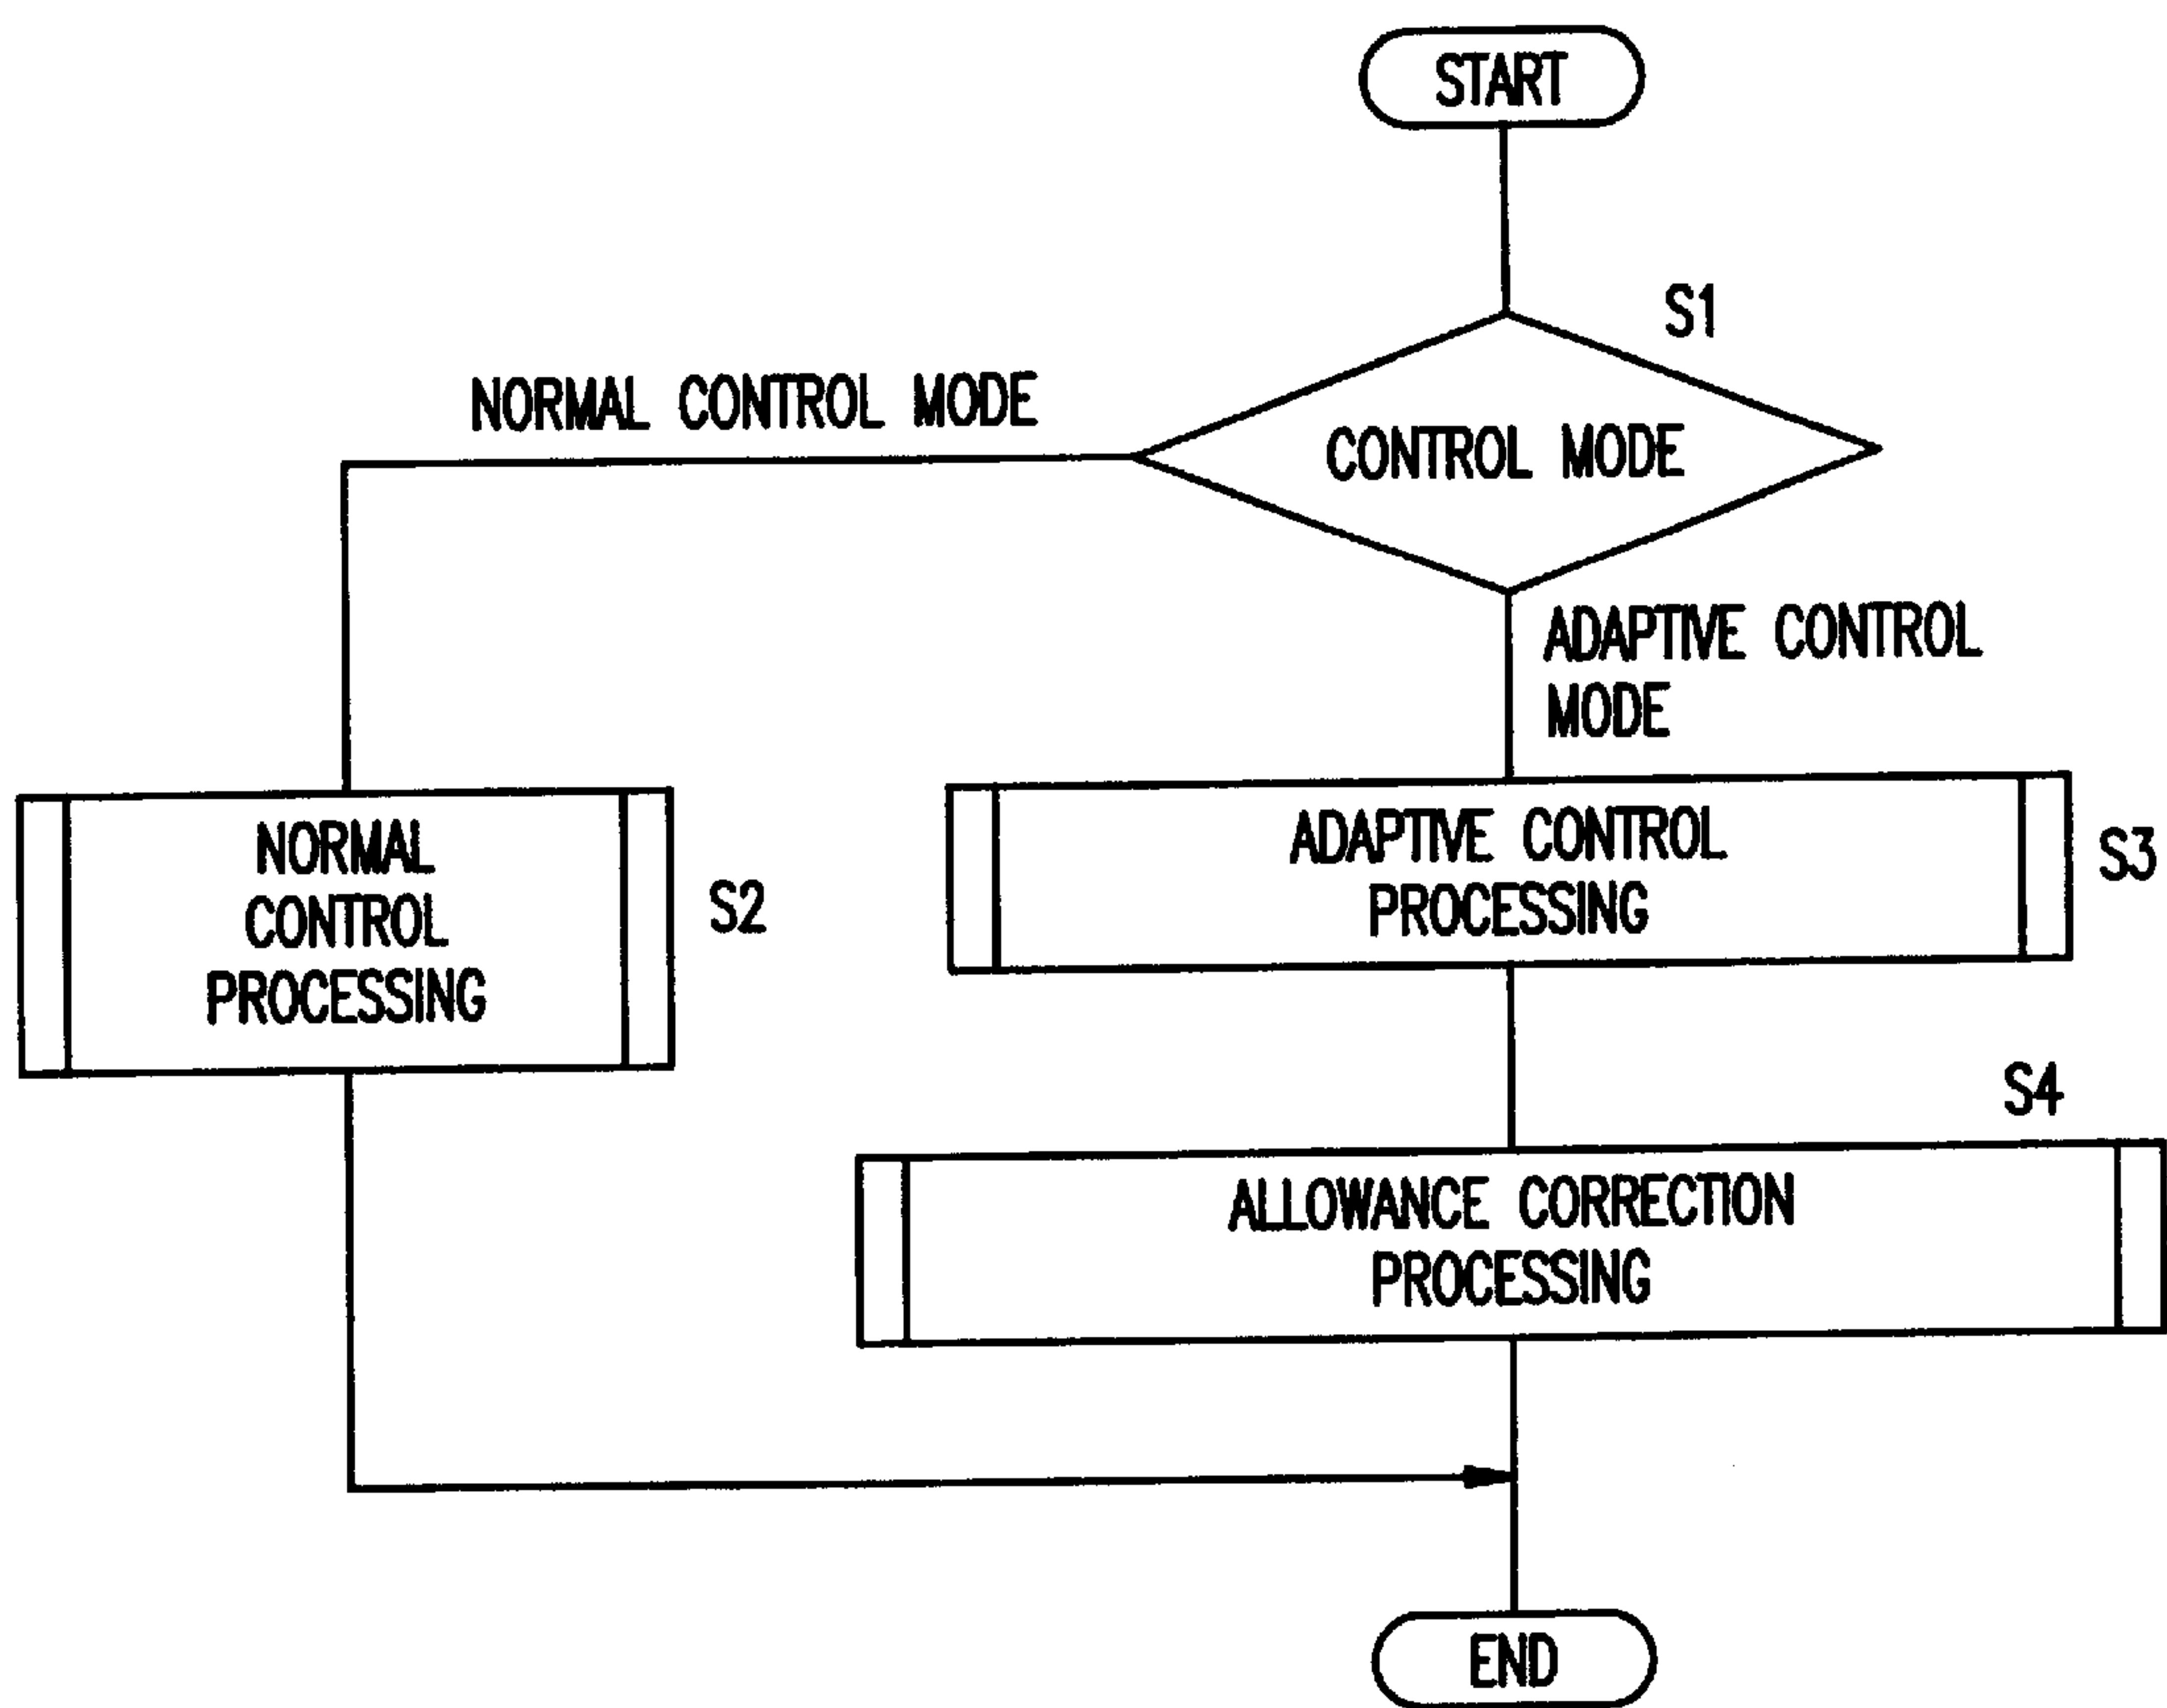 START
S1
NORMAL CONTROL MODE
CONTROL MODE
ADAPTIVE CONTROL
MODE
NORMAL
CONTROL
PROCESSING
S2
ADAPTIVE CONTROL
PROCESSING
S3
S4
ALLOWANCE CORRECTION
PROCESSING
END